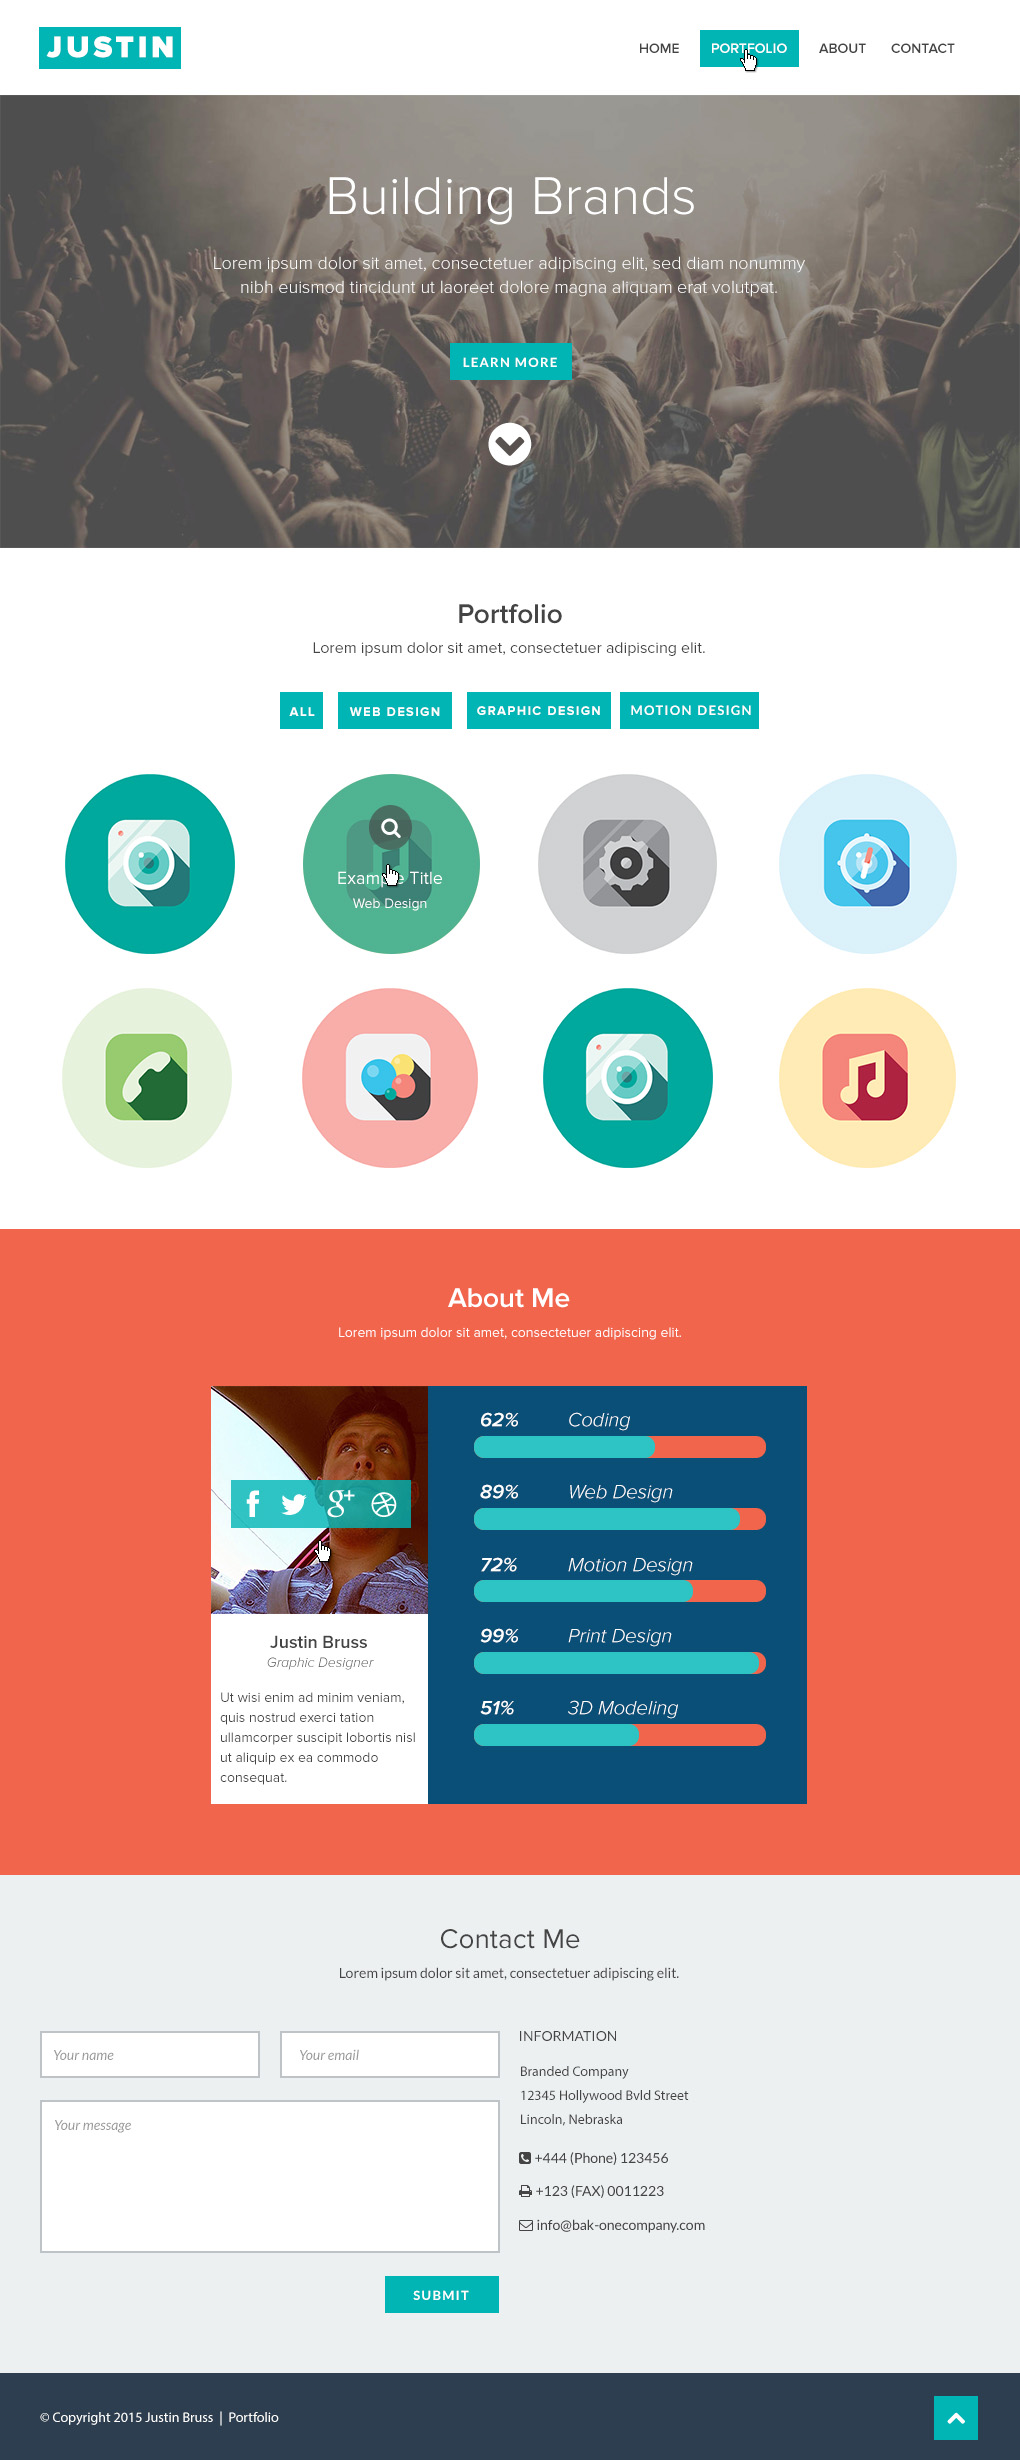 JUSTIN
HOME PORTFOLIO ABOUT CONTACT
Building Brands
Lorem ipsum dolor sit amet, consectetuer adipiscing elit, sed diam nonummy
nibh euismod tincidunt ut laoreet dolore magna aliquam erat volutpat.
LEARN MORE
Portfolio
Lorem ipsum dolor sit amet, consectetuer adipiscing elit.
ALL WEB DESIGN GRAPHIC DESIGN MOTION DESIGN
Example Title
Web Design
About Me
Lorem ipsum dolor sit amet, consectetuer adipiscing elit.
f g+
Justin Bruss
Graphic Designer
Ut wisi enim ad minim veniam,
quis nostrud exerci tation
ullamcorper suscipit lobortis nisl
ut aliquip ex ea commodo
consequat.
62% Coding
89% Web Design
72% Motion Design
99% Print Design
51% 3D Modeling
Contact Me
Lorem ipsum dolor sit amet, consectetuer adipiscing elit.
Your name
Your email
Your message
SUBMIT
INFORMATION
Branded Company
12345 Hollywood Bvld Street
Lincoln, Nebraska
+444 (Phone) 123456
+123 (FAX) 0011223
info@bak-onecompany.com
© Copyright 2015 Justin Bruss | Portfolio